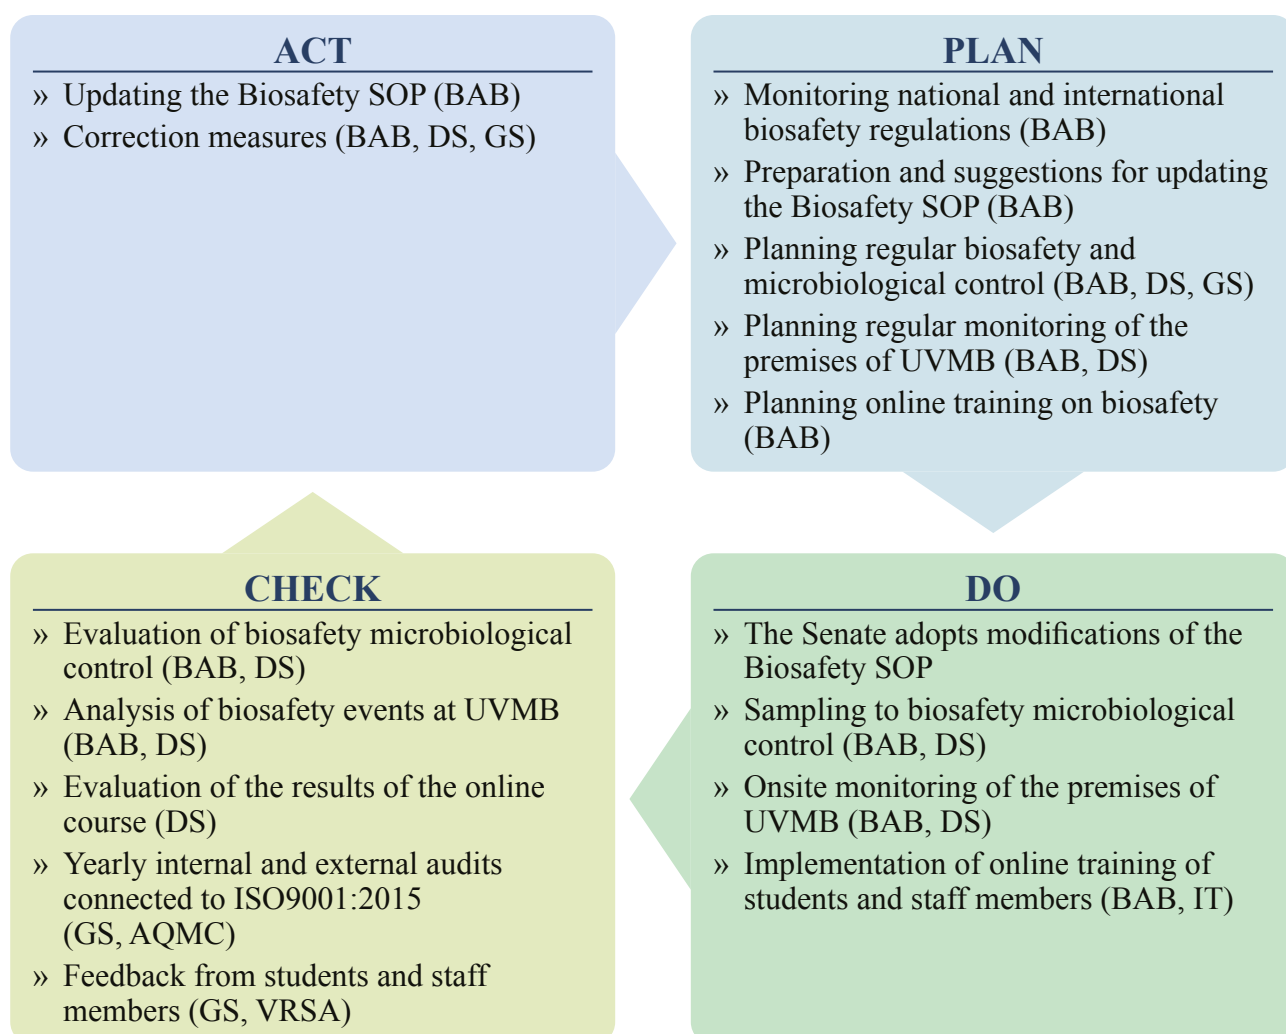 ACT
» Updating the Biosafety SOP (BAB)
» Correction measures (BAB, DS, GS)
PLAN
» Monitoring national and international
biosafety regulations (BAB)
» Preparation and suggestions for updating
the Biosafety SOP (BAB)
» Planning regular biosafety and
microbiological control (BAB, DS, GS)
» Planning regular monitoring of the
premises of UVMB (BAB, DS)
» Planning online training on biosafety
(BAB)
CHECK
» Evaluation of biosafety microbiological
control (BAB, DS)
» Analysis of biosafety events at UVMB
(BAB, DS)
» Evaluation of the results of the online
course (DS)
» Yearly internal and external audits
connected to ISO9001:2015
(GS, AQMC)
» Feedback from students and staff
members (GS, VRSA)
DO
» The Senate adopts modifications of the
Biosafety SOP
» Sampling to biosafety microbiological
control (BAB, DS)
» Onsite monitoring of the premises of
UVMB (BAB, DS)
» Implementation of online training of
students and staff members (BAB, IT)